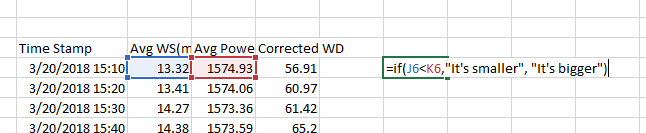 Time Stamp Avg WS(m Avg Powe Corrected WD
3/20/2018 15:10 13.32 1574.93 56.91 =if(J6<K6,"It's smaller", "It's bigger")
3/20/2018 15:20 13.41 1574.06 60.97
3/20/2018 15:30 14.27 1573.36 61.42
3/20/2018 15:40 14.38 1573.59 65.2